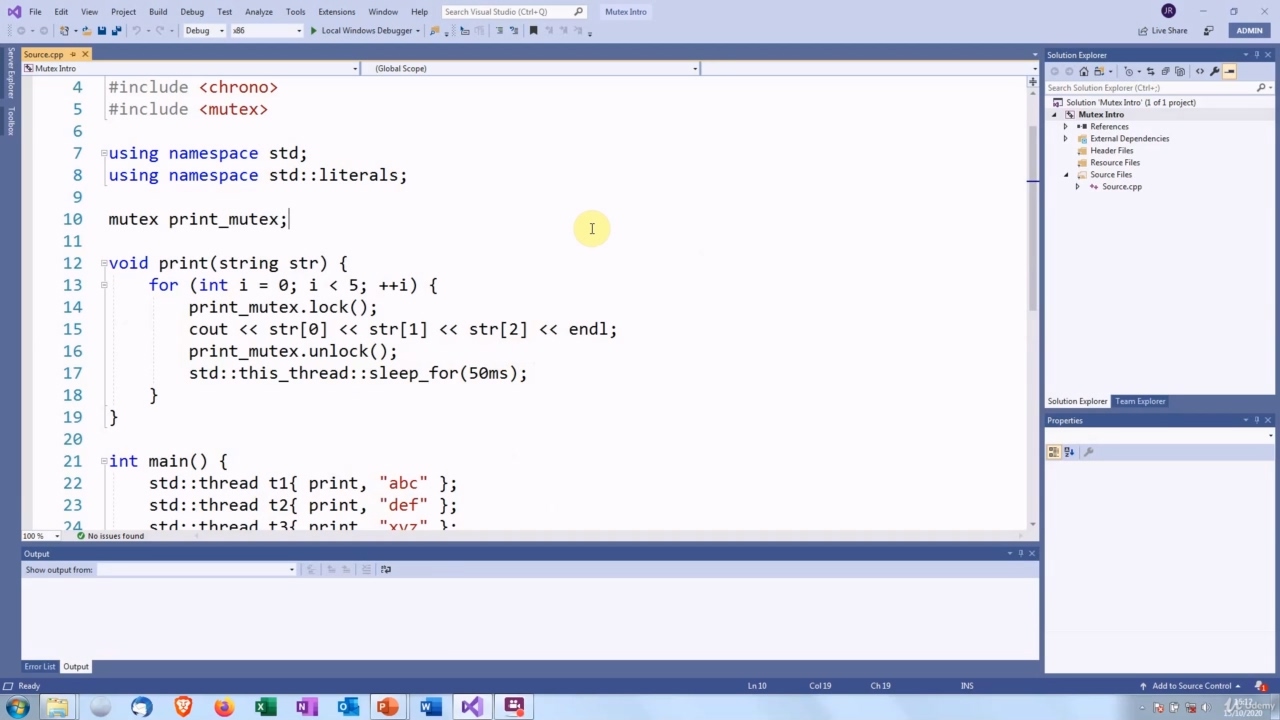 File Edit View Project Build Debug Test Analyze Tools Extensions Window Help Search Visual Studio (Ctrl+Q) Mutex Intro JR
Debug x86 Local Windows Debugger Live Share ADMIN
Server Explorer
Toolbox
Source.cpp
Mutex Intro (Global Scope)
4 #include <chrono>
5 #include <mutex>
6
7 using namespace std;
8 using namespace std::literals;
9
10 mutex print_mutex;
11
12 void print(string str) {
13 for (int i = 0; i < 5; ++i) {
14 print_mutex.lock();
15 cout << str[0] << str[1] << str[2] << endl;
16 print_mutex.unlock();
17 std::this_thread::sleep_for(50ms);
18 }
19 }
20
21 int main() {
22 std::thread t1{ print, "abc" };
23 std::thread t2{ print, "def" };
24 std::thread t3{ print, "xyz" };
100 % No issues found
Output
Show output from:
Error List Output
Solution Explorer
Search Solution Explorer (Ctrl+;)
Solution 'Mutex Intro' (1 of 1 project)
Mutex Intro
References
External Dependencies
Header Files
Resource Files
Source Files
Source.cpp
Solution Explorer Team Explorer
Properties
Ready Ln 10 Col 19 Ch 19 INS Add to Source Control 1
15:12
Udemy
15/10/2020